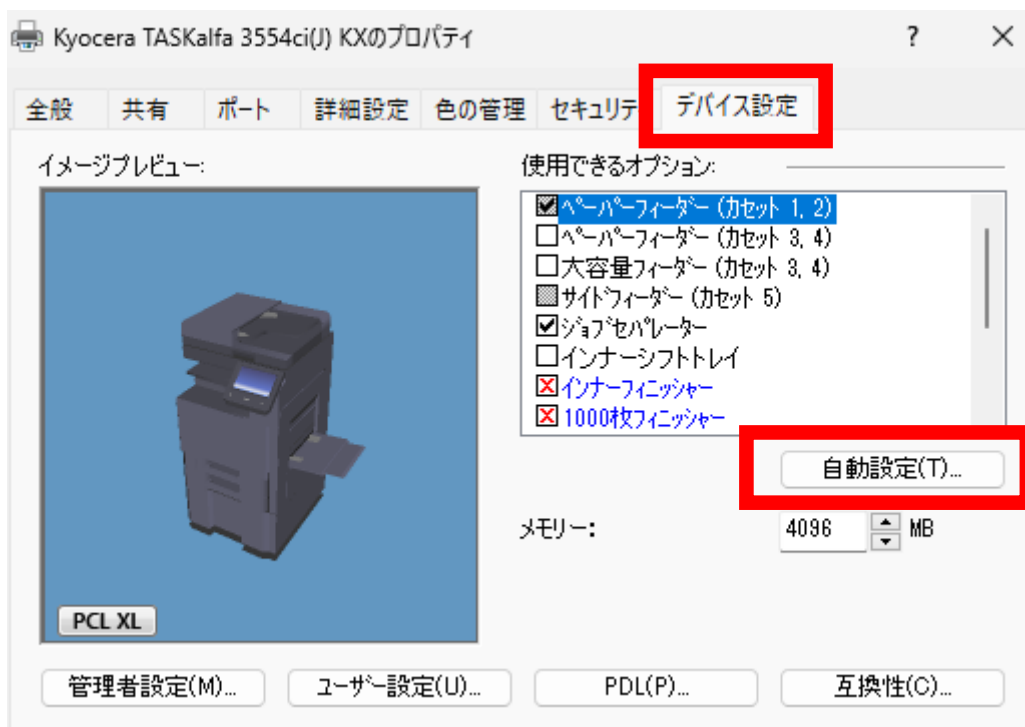 Kyocera TASKalfa 3554ci(J) KXのプロパティ
全般 共有 ポート 詳細設定 色の管理 セキュリテ デバイス設定
イメージプレビュー:
使用できるオプション:
ペーパーフィーダー (カセット 1, 2)
ペーパーフィーダー (カセット 3, 4)
大容量フィーダー (カセット 3, 4)
サイドフィーダー (カセット 5)
ジョブセパレーター
インナーシフトトレイ
インナーフィニッシャー
1000枚フィニッシャー
自動設定(T)...
メモリー: 4096 MB
PCL XL
管理者設定(M)... ユーザー設定(U)... PDL(P)... 互換性(C)...